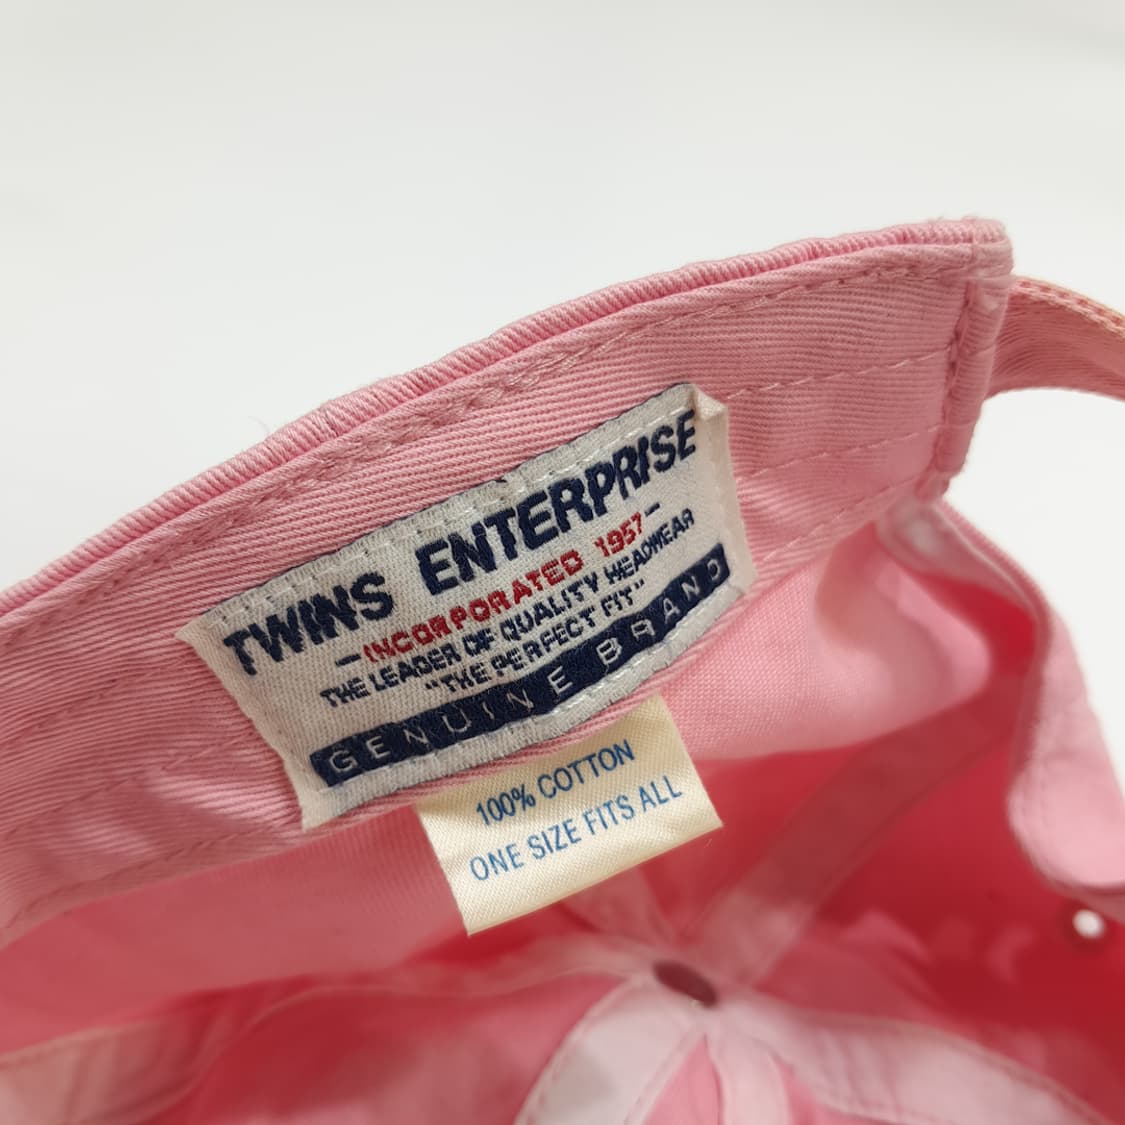 TWINS ENTERPRISE
-INCORPORATED 1957-
THE LEADER OF QUALITY HEADWEAR
"THE PERFECT FIT"
GENUINE BRAND
100% COTTON
ONE SIZE FITS ALL